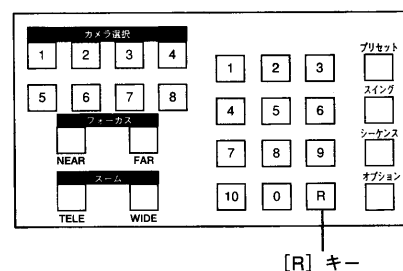 カメラ選択
1 2 3 4
5 6 7 8
フォーカス
NEAR FAR
スーム
TELE WIDE
1 2 3
4 5 6
7 8 9
10 0 R
プリセット
スイング
シーケンス
オプション
[R] キー